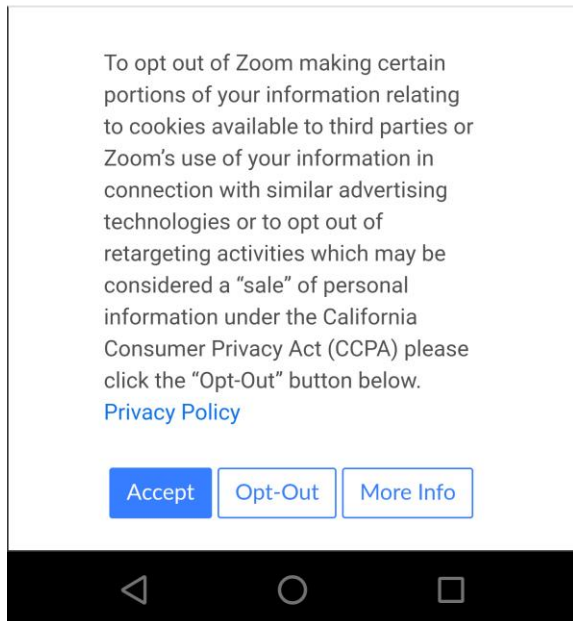 To opt out of Zoom making certain
portions of your information relating
to cookies available to third parties or
Zoom’s use of your information in
connection with similar advertising
technologies or to opt out of
retargeting activities which may be
considered a “sale” of personal
information under the California
Consumer Privacy Act (CCPA) please
click the “Opt-Out” button below.
Privacy Policy
Accept Opt-Out More Info